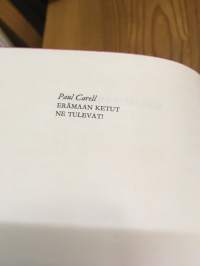 Paul Carell
ERÄMAAN KETUT
NE TULEVAT!